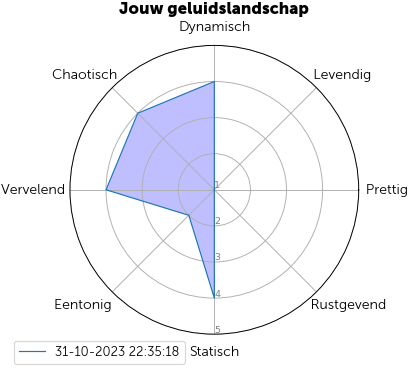 Jouw geluidslandschap
Dynamisch
Chaotisch
Levendig
Vervelend
1
Prettig
2
3
4
Eentonig
Rustgevend
5
31-10-2023 22:35:18
Statisch